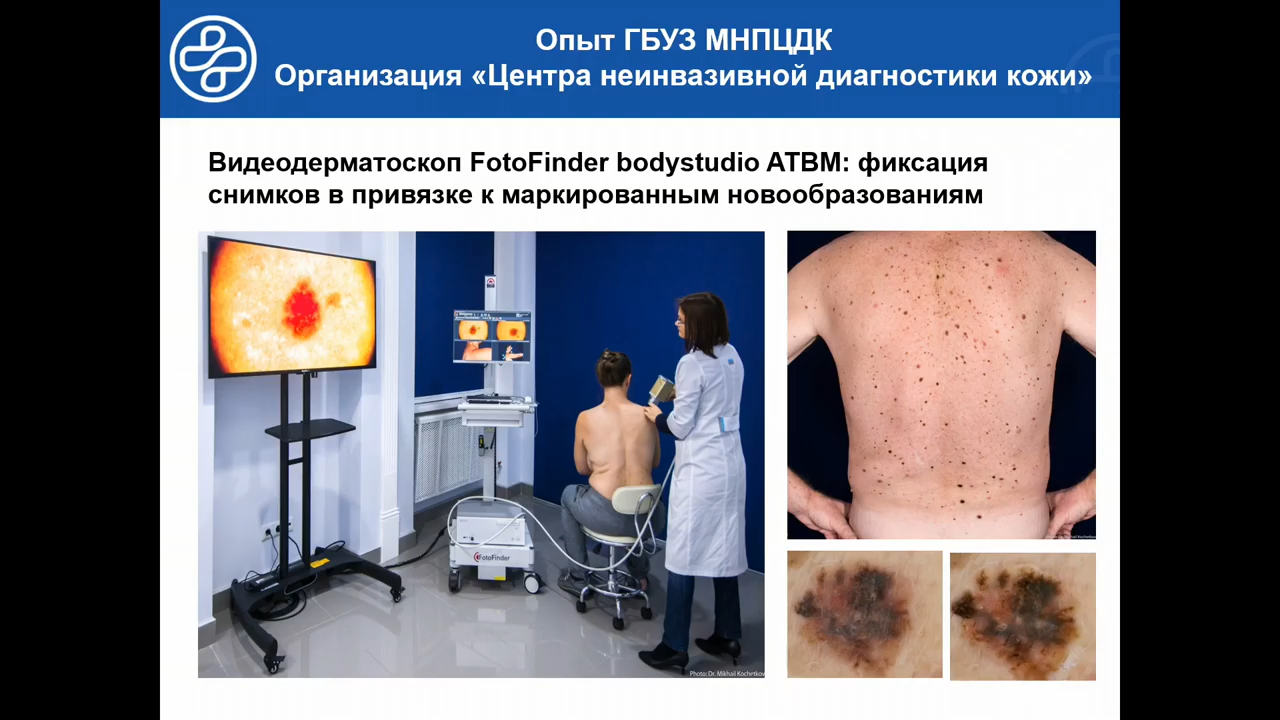 Опыт ГБУЗ МНПЦДК
Организация «Центра неинвазивной диагностики кожи»
Видеодерматоскоп FotoFinder bodystudio ATBM: фиксация
снимков в привязке к маркированным новообразованиям
FotoFinder
Photo: Dr. Mikhail Kochetkov